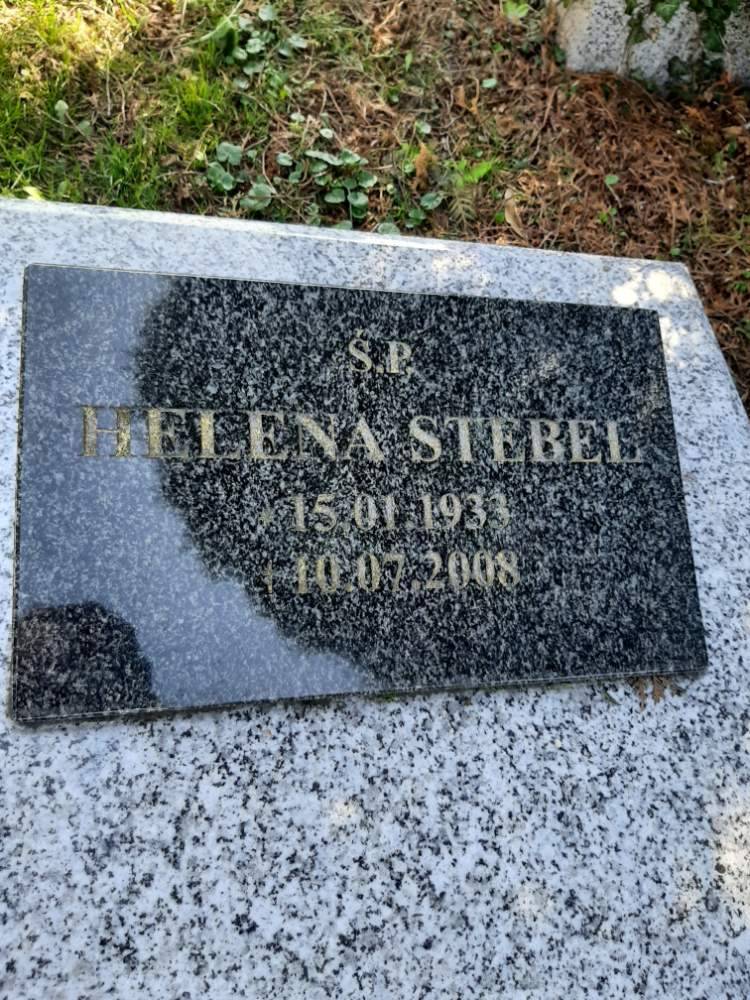 Ś.P.
HELENA STEBEL
* 15.01.1933
+ 10.07.2008